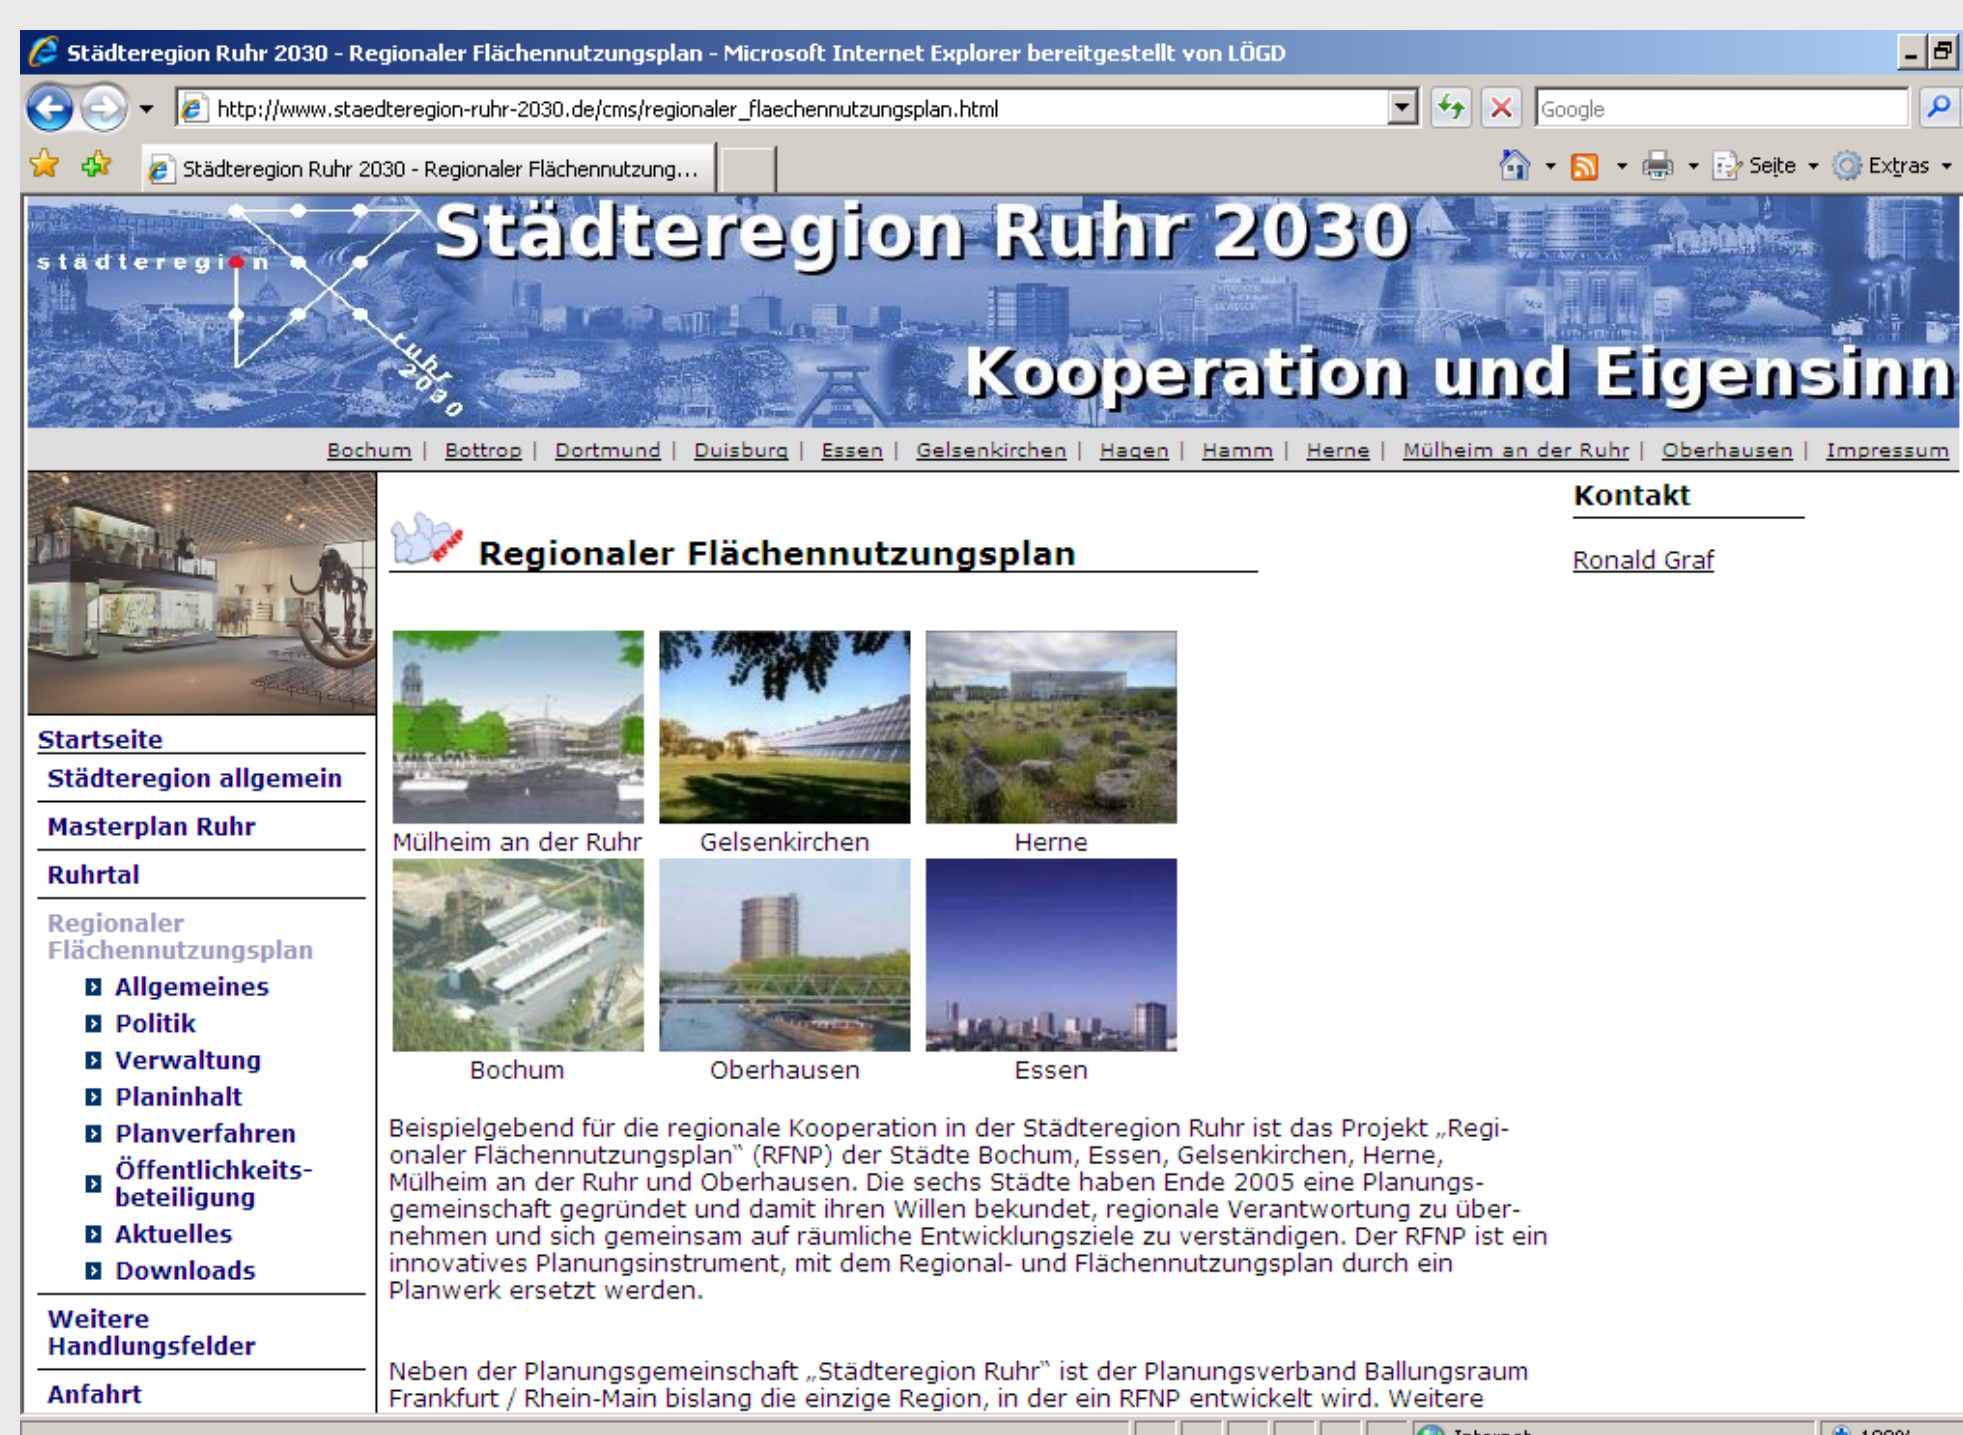 Städteregion Ruhr 2030 - Regionaler Flächennutzungsplan - Microsoft Internet Explorer bereitgestellt von LÖGD
http://www.staedteregion-ruhr-2030.de/cms/regionaler_flaechennutzungsplan.html
Google
Städteregion Ruhr 2030 - Regionaler Flächennutzung...
Seite
Extras
städteregion
ruhr
2030
Städteregion Ruhr 2030
Kooperation und Eigensinn
Bochum | Bottrop | Dortmund | Duisburg | Essen | Gelsenkirchen | Hagen | Hamm | Herne | Mülheim an der Ruhr | Oberhausen | Impressum
Startseite
Städteregion allgemein
Masterplan Ruhr
Ruhrtal
Regionaler
Flächennutzungsplan
Allgemeines
Politik
Verwaltung
Planinhalt
Planverfahren
Öffentlichkeits-
beteiligung
Aktuelles
Downloads
Weitere
Handlungsfelder
Anfahrt
RFNP
Regionaler Flächennutzungsplan
Mülheim an der Ruhr
Gelsenkirchen
Herne
Bochum
Oberhausen
Essen
Beispielgebend für die regionale Kooperation in der Städteregion Ruhr ist das Projekt „Regi-
onaler Flächennutzungsplan“ (RFNP) der Städte Bochum, Essen, Gelsenkirchen, Herne,
Mülheim an der Ruhr und Oberhausen. Die sechs Städte haben Ende 2005 eine Planungs-
gemeinschaft gegründet und damit ihren Willen bekundet, regionale Verantwortung zu über-
nehmen und sich gemeinsam auf räumliche Entwicklungsziele zu verständigen. Der RFNP ist ein
innovatives Planungsinstrument, mit dem Regional- und Flächennutzungsplan durch ein
Planwerk ersetzt werden.
Neben der Planungsgemeinschaft „Städteregion Ruhr“ ist der Planungsverband Ballungsraum
Frankfurt / Rhein-Main bislang die einzige Region, in der ein RFNP entwickelt wird. Weitere
Kontakt
Ronald Graf
Internet
100%